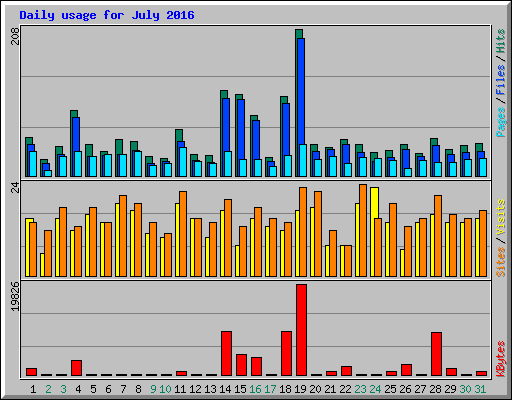 Daily usage for July 2016
208
Pages / Files / Hits
24
Sites / Visits
19826
KBytes
1 2 3 4 5 6 7 8 9 10 11 12 13 14 15 16 17 18 19 20 21 22 23 24 25 26 27 28 29 30 31